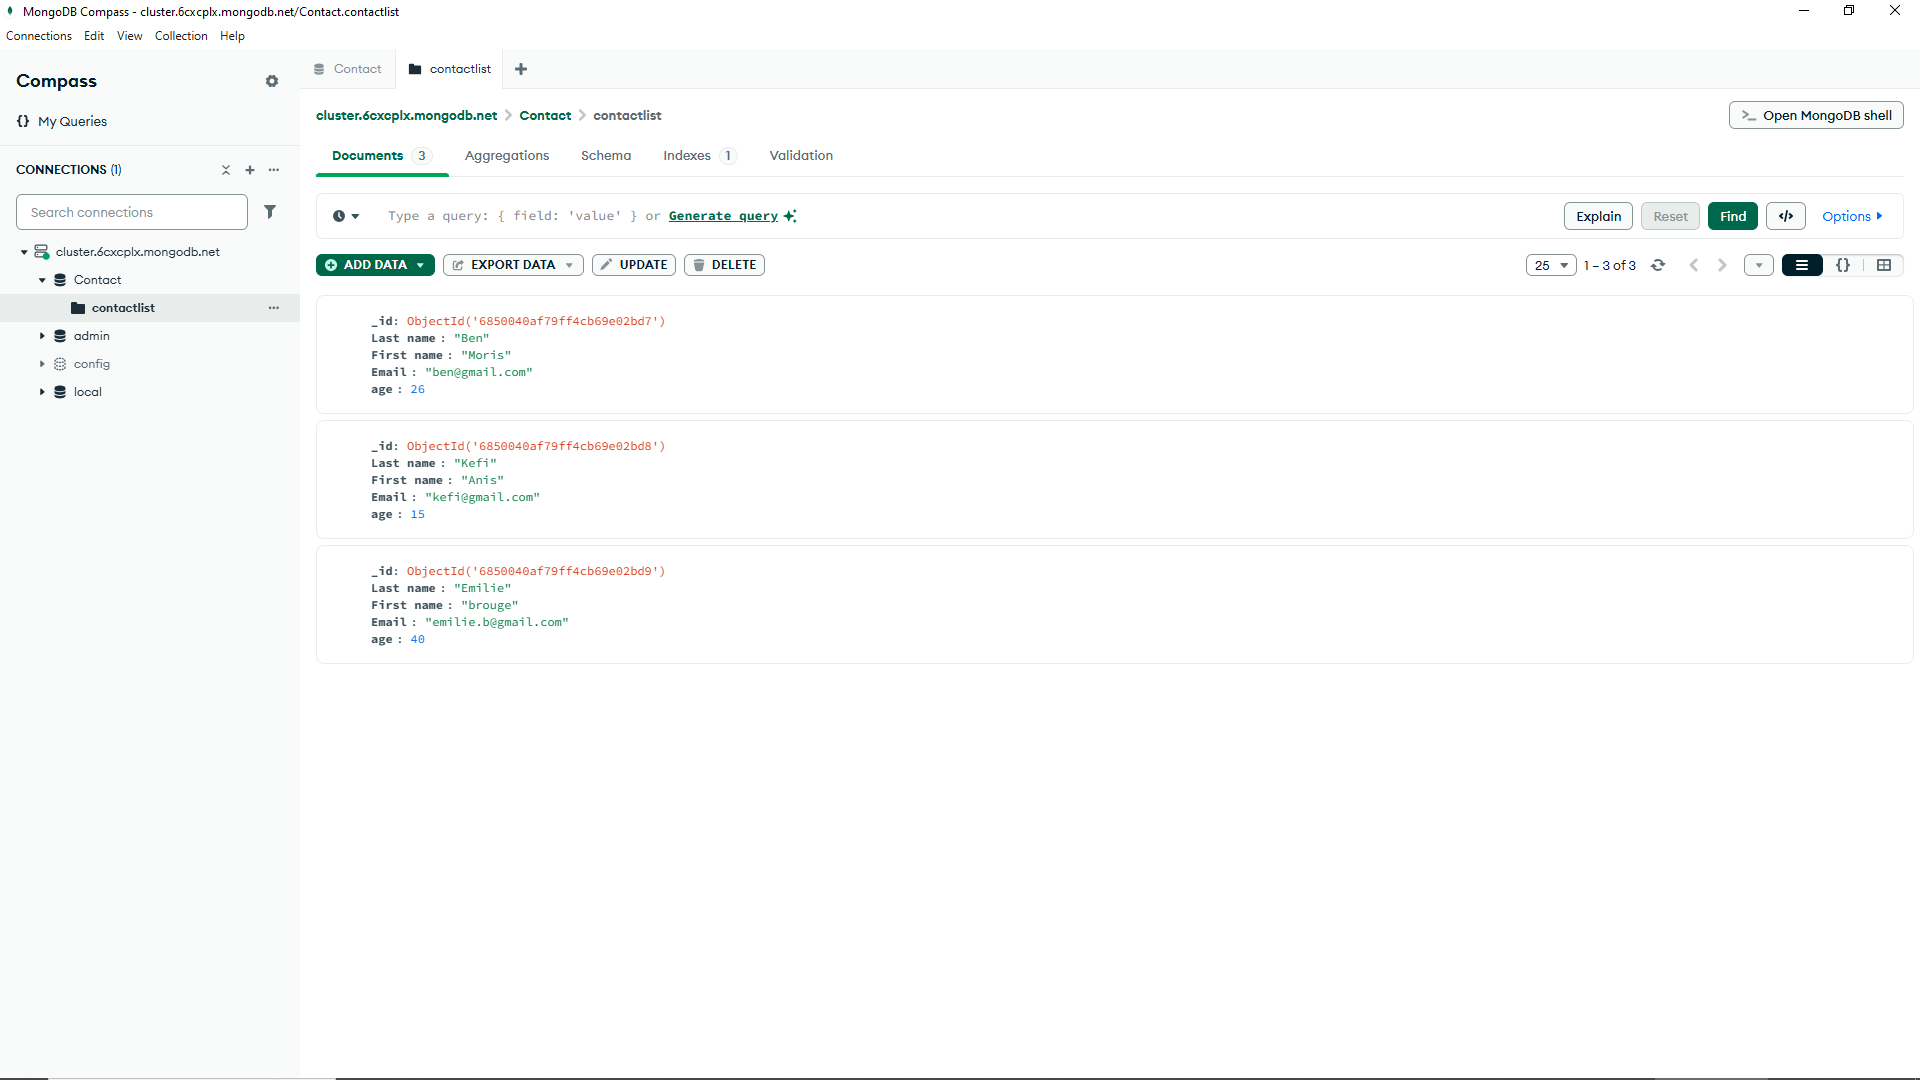 MongoDB Compass - cluster.6cxcplx.mongodb.net/Contact.contactlist
Connections Edit View Collection Help
Compass
{} My Queries
CONNECTIONS (1)
Search connections
cluster.6cxcplx.mongodb.net
Contact
contactlist
admin
config
local
Contact contactlist
cluster.6cxcplx.mongodb.net > Contact > contactlist
>_ Open MongoDB shell
Documents 3 Aggregations Schema Indexes 1 Validation
Type a query: { field: 'value' } or Generate query
Explain Reset Find </> Options
ADD DATA EXPORT DATA UPDATE DELETE
25 1 – 3 of 3 {}
_id: ObjectId('6850040af79ff4cb69e02bd7')
Last name : "Ben"
First name : "Moris"
Email : "ben@gmail.com"
age : 26
_id: ObjectId('6850040af79ff4cb69e02bd8')
Last name : "Kefi"
First name : "Anis"
Email : "kefi@gmail.com"
age : 15
_id: ObjectId('6850040af79ff4cb69e02bd9')
Last name : "Emilie"
First name : "brouge"
Email : "emilie.b@gmail.com"
age : 40